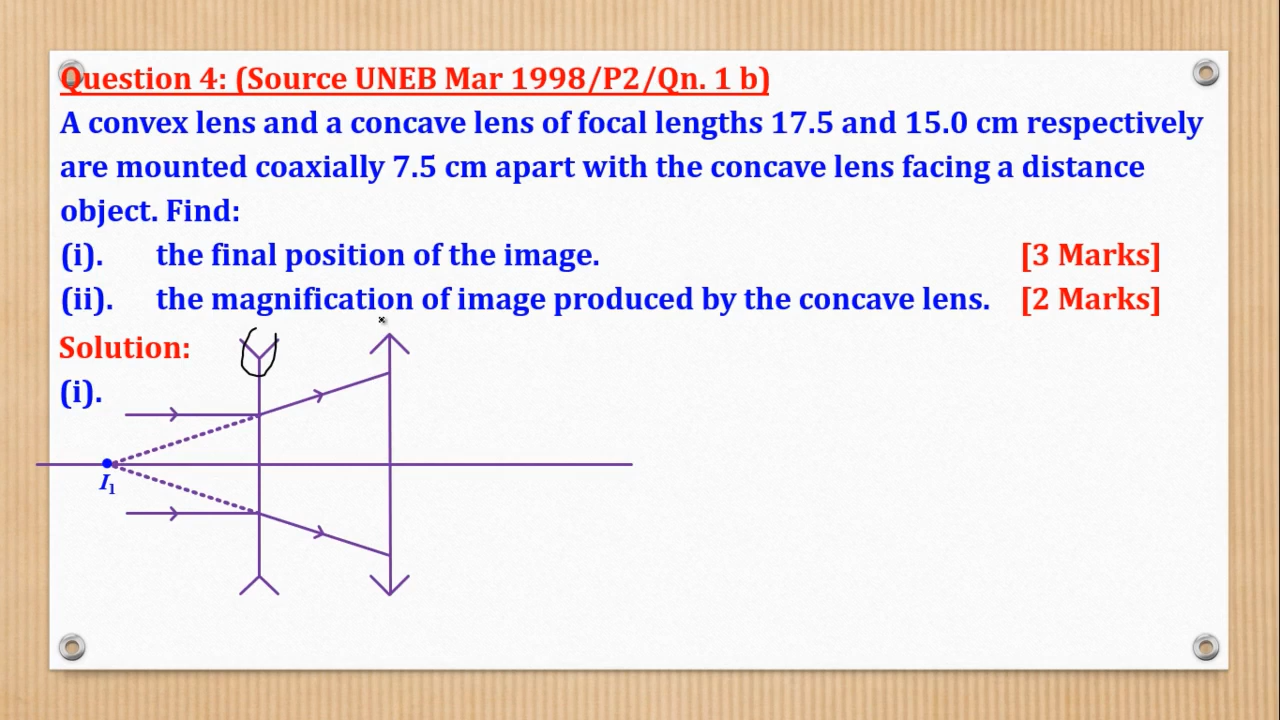 Question 4: (Source UNEB Mar 1998/P2/Qn. 1 b)
A convex lens and a concave lens of focal lengths 17.5 and 15.0 cm respectively
are mounted coaxially 7.5 cm apart with the concave lens facing a distance
object. Find:
(i). the final position of the image. [3 Marks]
(ii). the magnification of image produced by the concave lens. [2 Marks]
Solution:
(i).
I₁